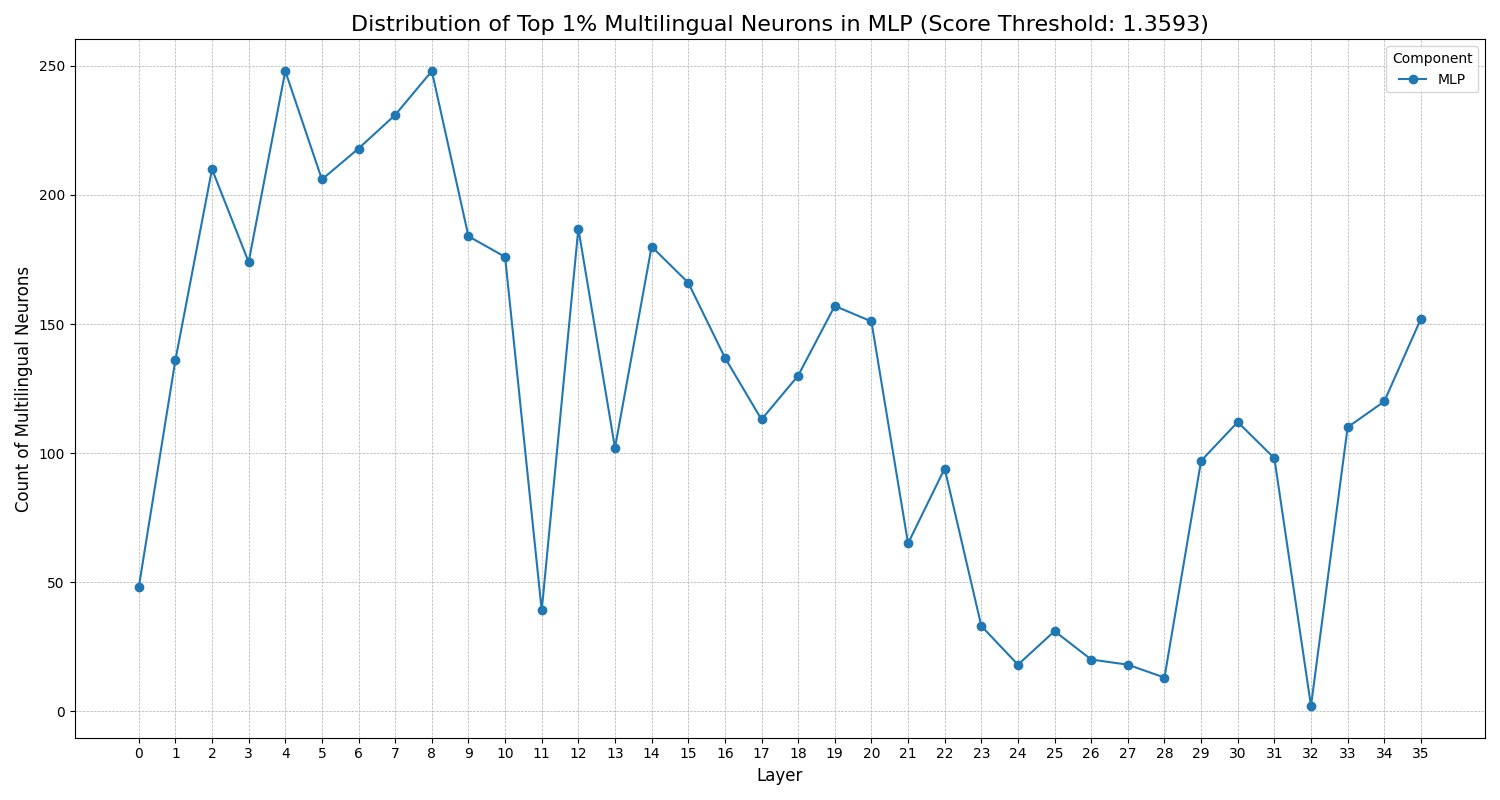 Distribution of Top 1% Multilingual Neurons in MLP (Score Threshold: 1.3593)
Component
MLP
Count of Multilingual Neurons
250
200
150
100
50
0
0 1 2 3 4 5 6 7 8 9 10 11 12 13 14 15 16 17 18 19 20 21 22 23 24 25 26 27 28 29 30 31 32 33 34 35
Layer